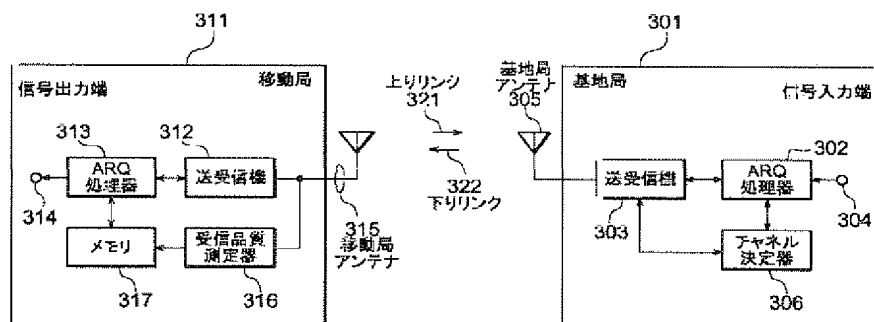 311
301
移動局
信号出力端
313
312
ARQ
処理器
送受信機
314
メモリ
受信品質
測定器
317
316
315
移動局
アンテナ
上りリンク
321
322
下りリンク
基地局
アンテナ
305
基地局
信号入力端
302
送受信機
ARQ
処理器
303
304
チャネル
決定器
306